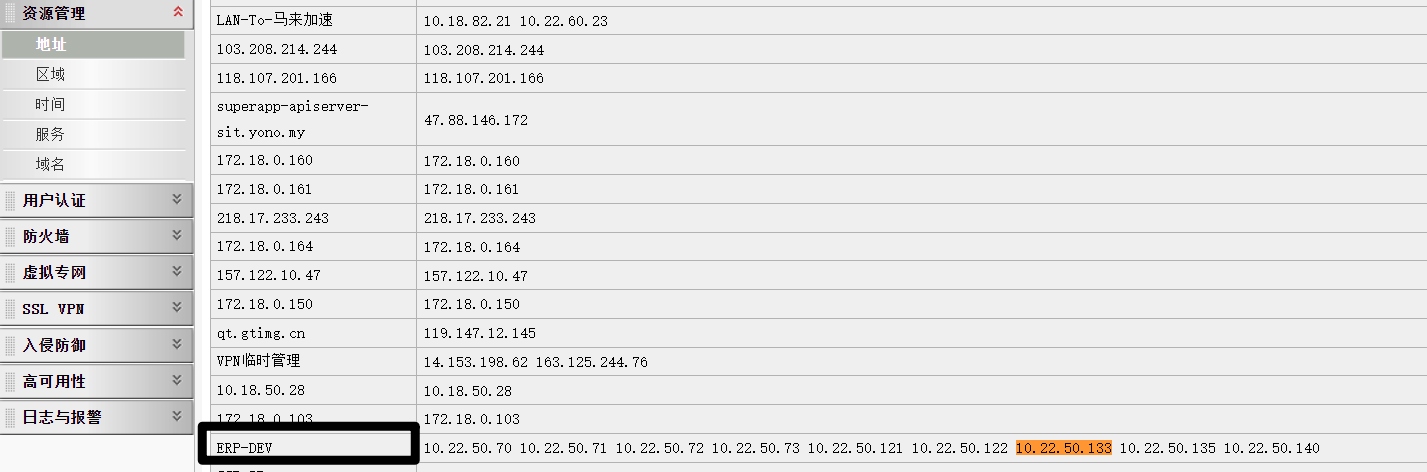 资源管理
地址
区域
时间
服务
域名
用户认证
防火墙
虚拟专网
SSL VPN
入侵防御
高可用性
日志与报警
LAN-To-马来加速 10.18.82.21 10.22.60.23
103.208.214.244 103.208.214.244
118.107.201.166 118.107.201.166
superapp-apiserver-
sit.yono.my 47.88.146.172
172.18.0.160 172.18.0.160
172.18.0.161 172.18.0.161
218.17.233.243 218.17.233.243
172.18.0.164 172.18.0.164
157.122.10.47 157.122.10.47
172.18.0.150 172.18.0.150
qt.gtimg.cn 119.147.12.145
VPN临时管理 14.153.198.62 163.125.244.76
10.18.50.28 10.18.50.28
172.18.0.103 172.18.0.103
ERP-DEV 10.22.50.70 10.22.50.71 10.22.50.72 10.22.50.73 10.22.50.121 10.22.50.122 10.22.50.133 10.22.50.135 10.22.50.140